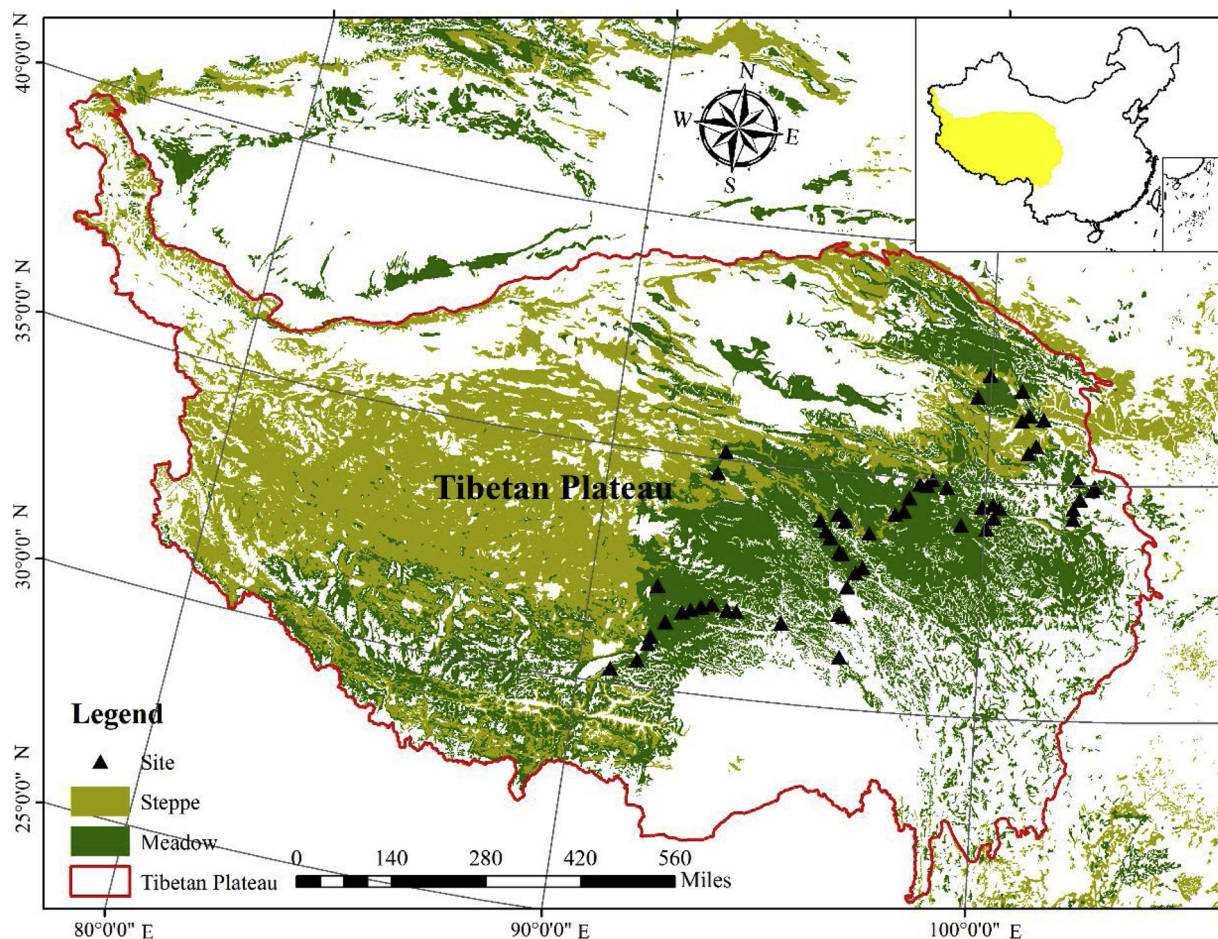 40°0'0" N
35°0'0" N
30°0'0" N
25°0'0" N
N
W
E
S
Tibetan Plateau
Legend
Site
Steppe
Meadow
Tibetan Plateau
0 140 280 420 560
Miles
80°0'0" E
90°0'0" E
100°0'0" E